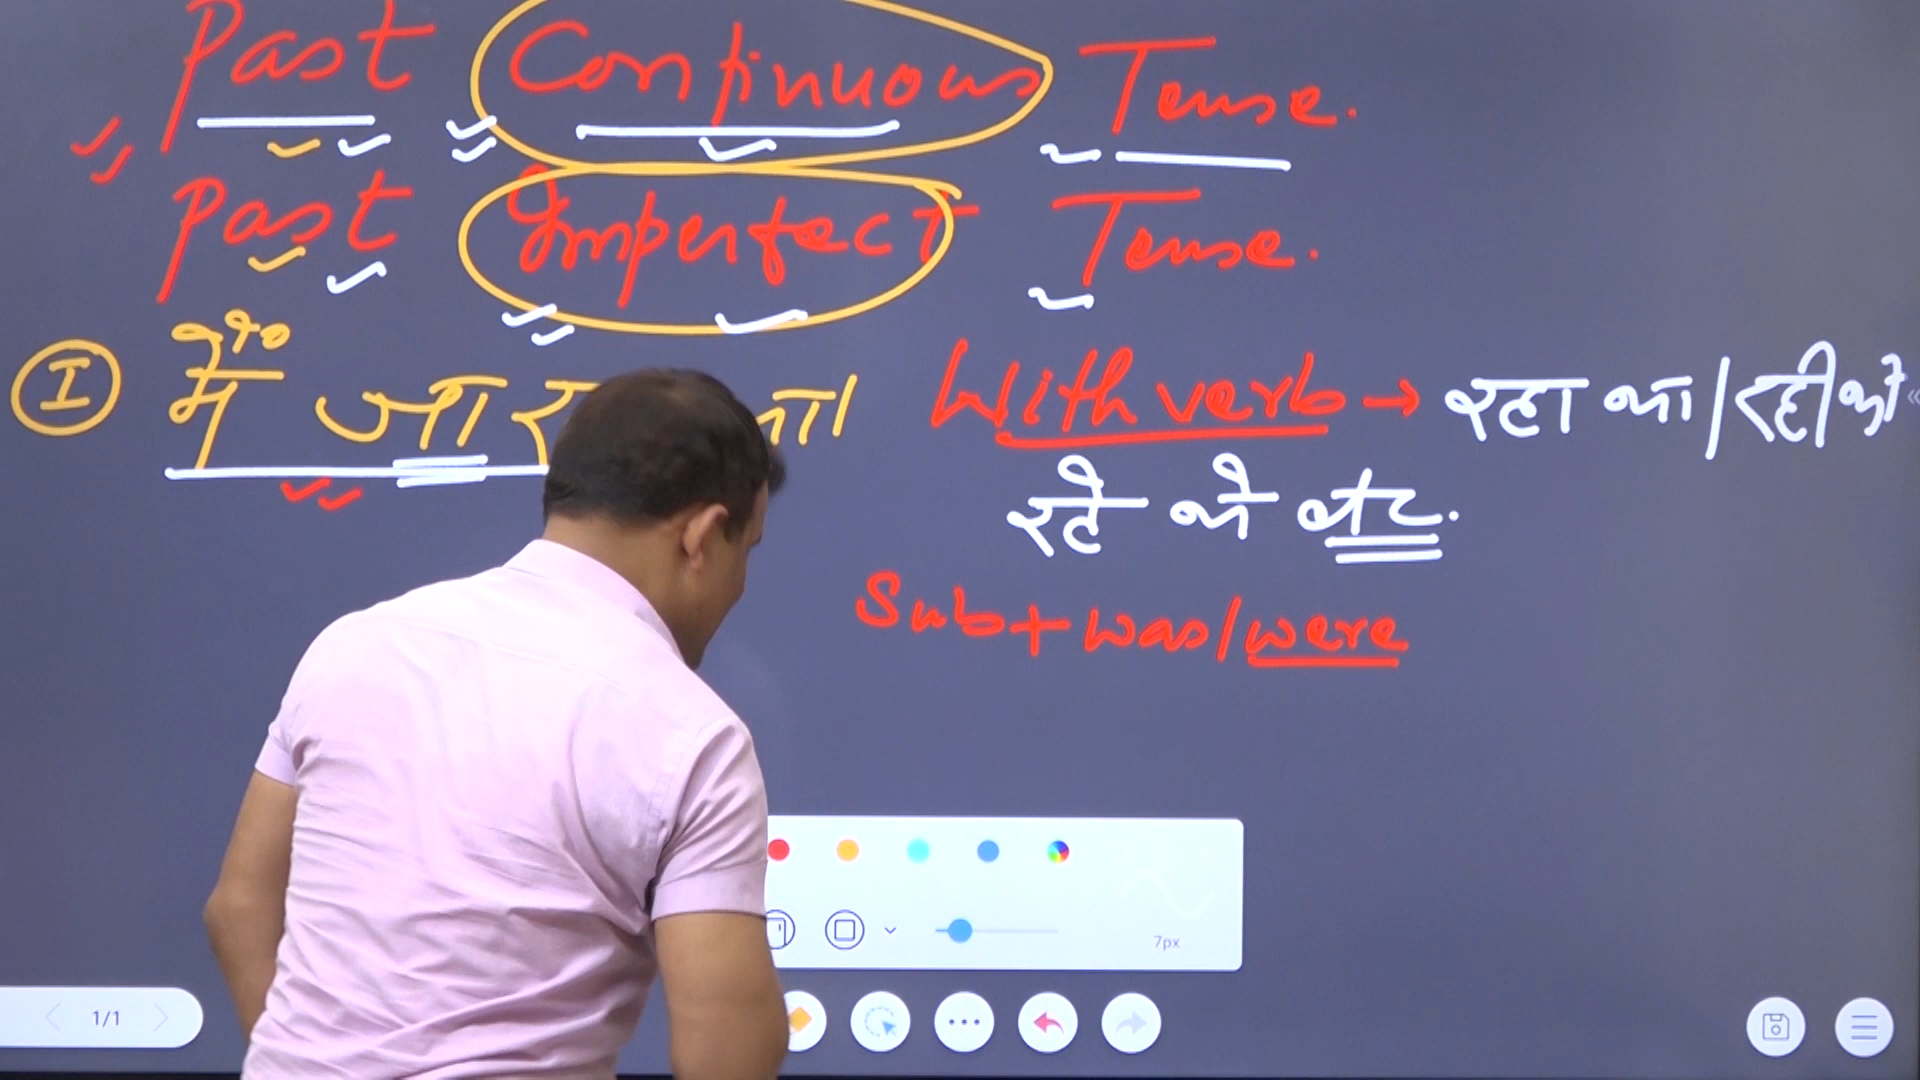 Past Continuous Tense.
Past Imperfect Tense.
I मैं जा
With verb → रहा था / रही थी
रहे थे etc.
Sub + was / were
7px
1/1